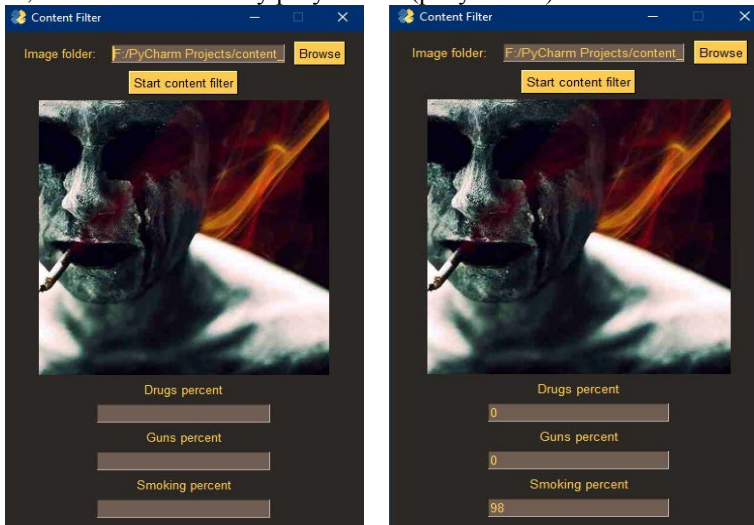 Content Filter
Image folder: F:/PyCharm Projects/content_ Browse
Start content filter
Drugs percent
Guns percent
Smoking percent
Content Filter
Image folder: F:/PyCharm Projects/content_ Browse
Start content filter
Drugs percent
0
Guns percent
0
Smoking percent
98